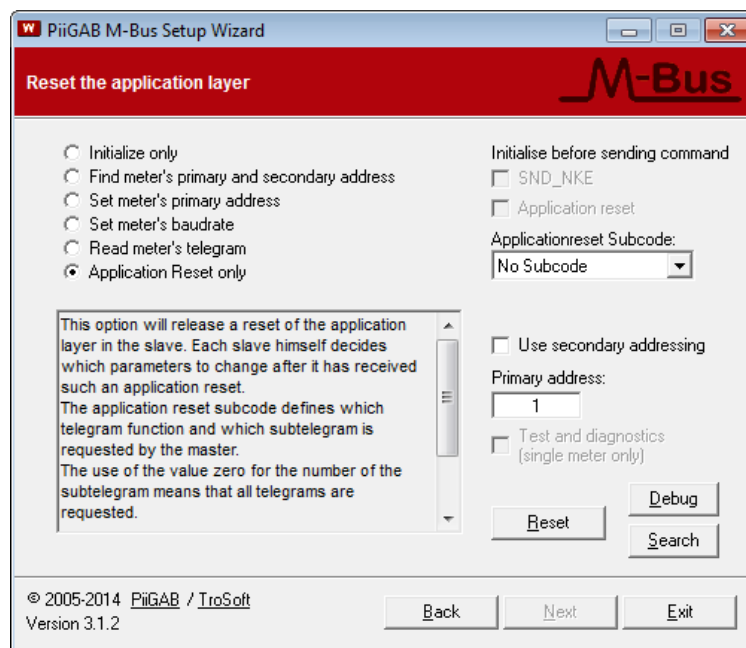 W PiiGAB M-Bus Setup Wizard
Reset the application layer
M-Bus
Initialize only
Find meter's primary and secondary address
Set meter's primary address
Set meter's baudrate
Read meter's telegram
Application Reset only
This option will release a reset of the application
layer in the slave. Each slave himself decides
which parameters to change after it has received
such an application reset.
The application reset subcode defines which
telegram function and which subtelegram is
requested by the master.
The use of the value zero for the number of the
subtelegram means that all telegrams are
requested.
Initialise before sending command
SND_NKE
Application reset
Applicationreset Subcode:
No Subcode
Use secondary addressing
Primary address:
1
Test and diagnostics
(single meter only)
Debug
Reset
Search
© 2005-2014 PiiGAB / TroSoft
Version 3.1.2
Back
Next
Exit